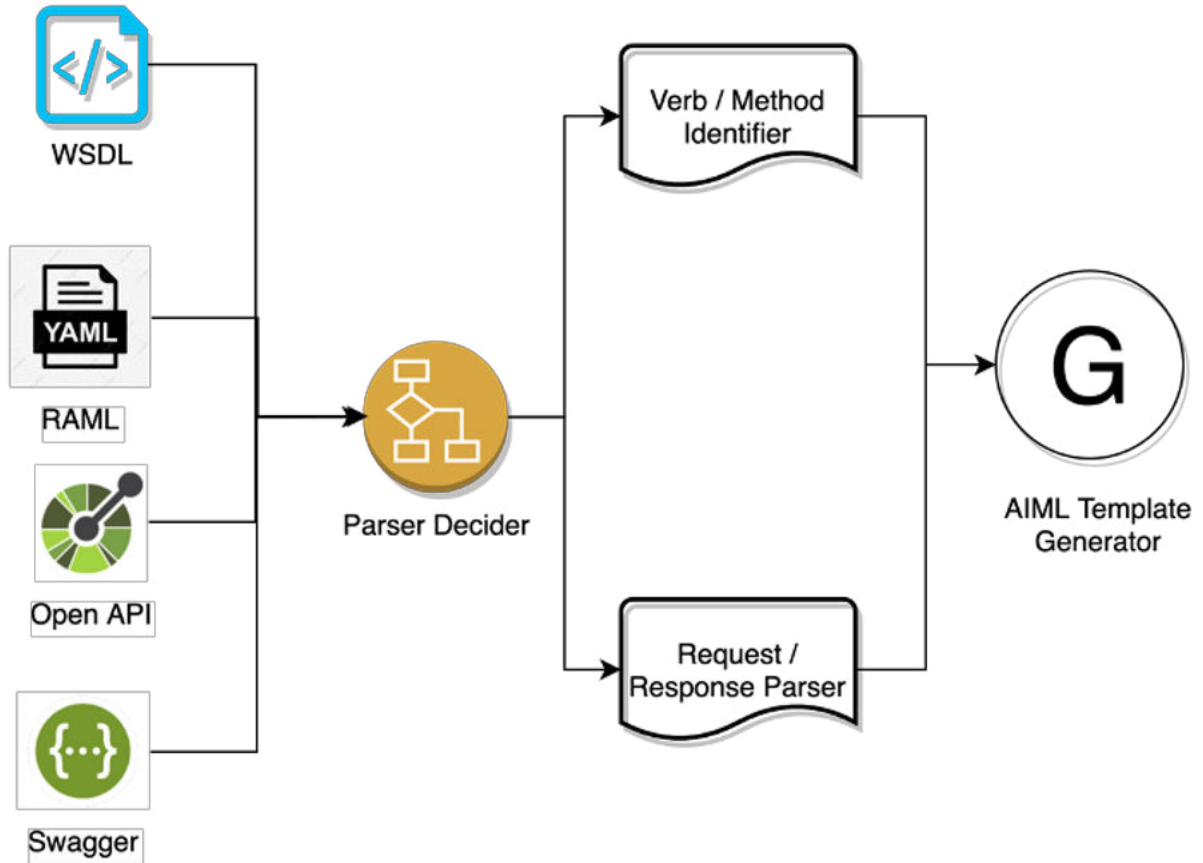 WSDL
YAML
RAML
Open API
Swagger
Parser Decider
Verb / Method
Identifier
Request /
Response Parser
G
AIML Template
Generator